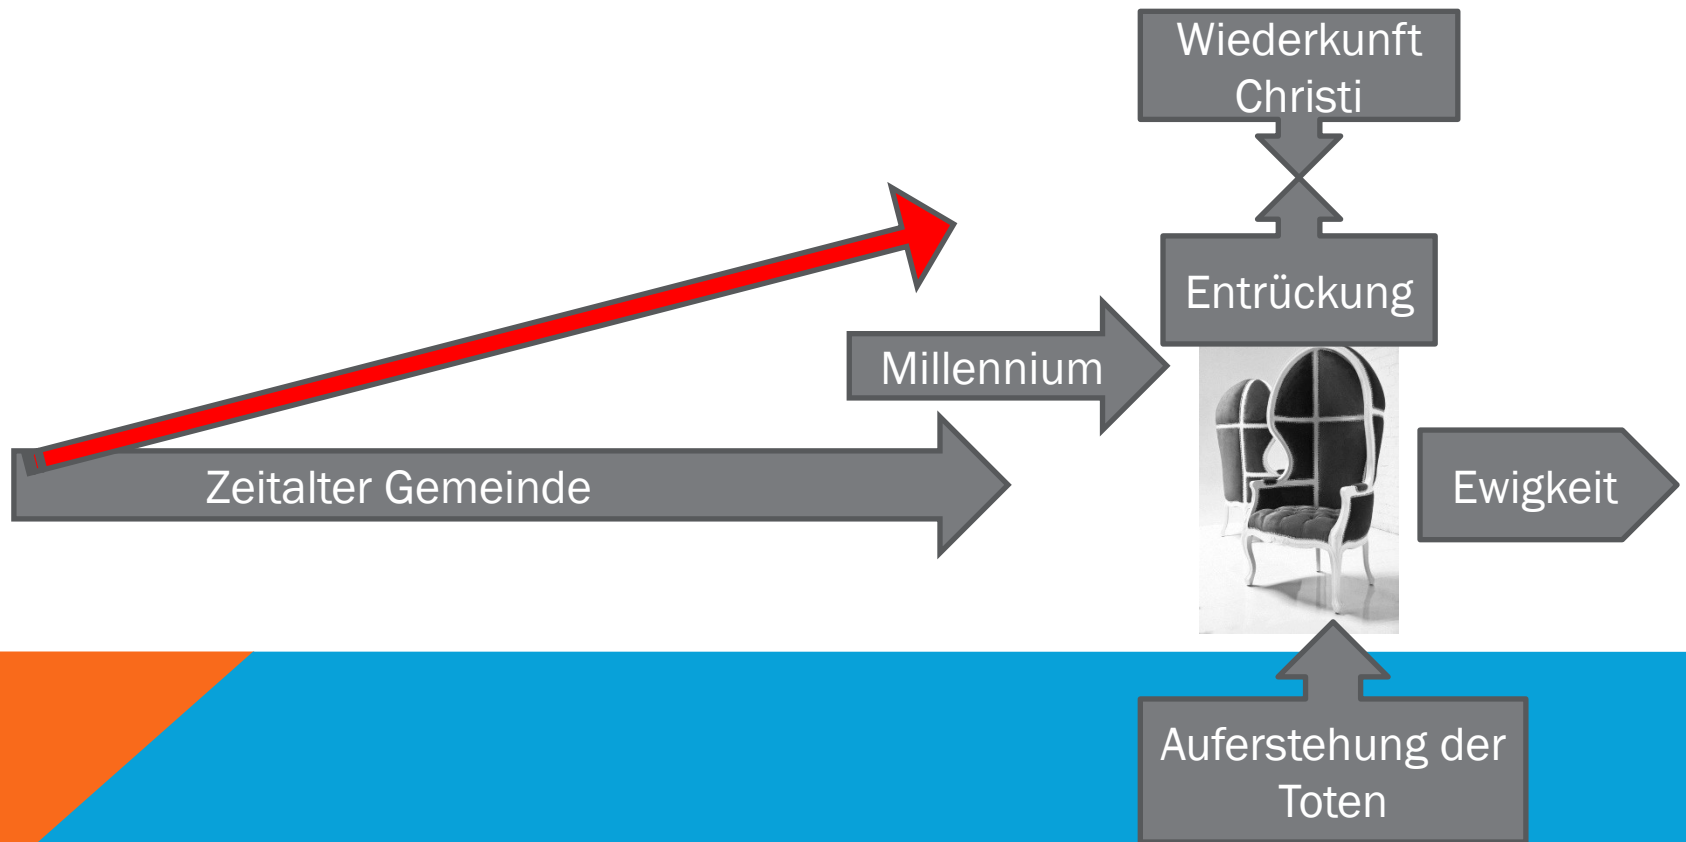 Wiederkunft
Christi
Entrückung
Millennium
Zeitalter Gemeinde
Ewigkeit
Auferstehung der
Toten